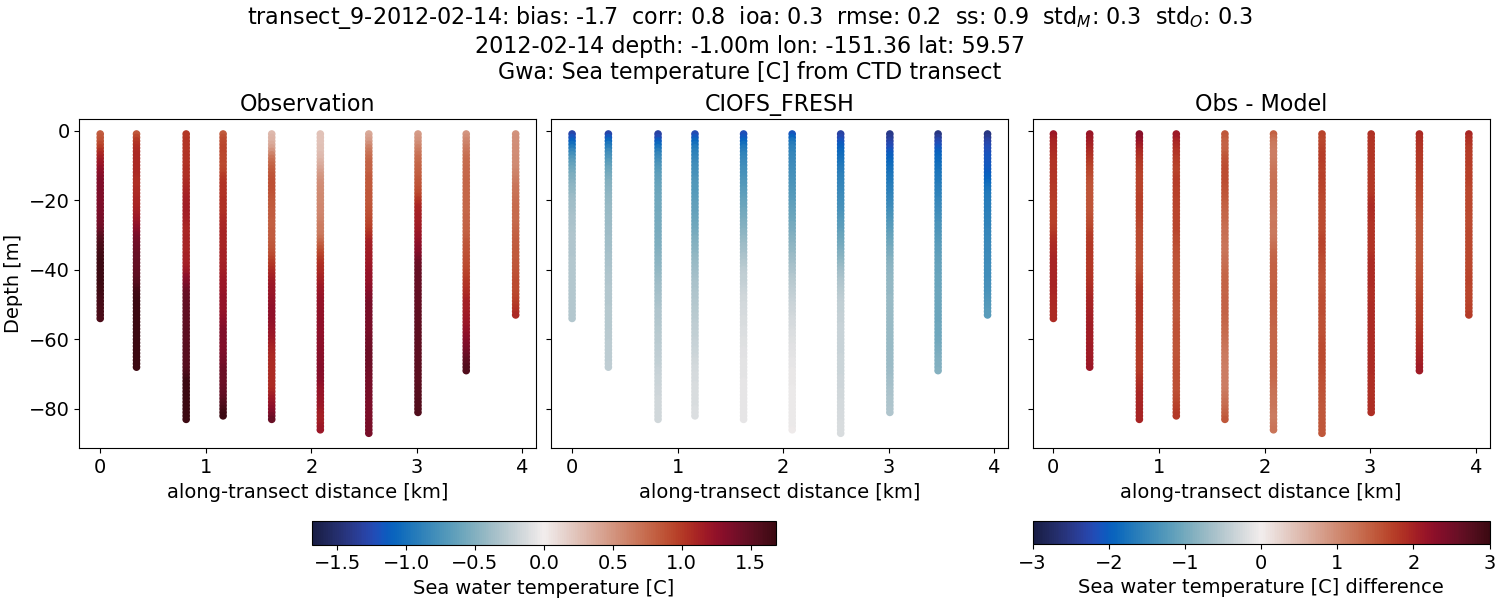 transect_9-2012-02-14: bias: -1.7 corr: 0.8 ioa: 0.3 rmse: 0.2 ss: 0.9 std_M: 0.3 std_O: 0.3
2012-02-14 depth: -1.00m lon: -151.36 lat: 59.57
Gwa: Sea temperature [C] from CTD transect
Observation
CIOFS_FRESH
Obs - Model
0
−20
−40
−60
−80
Depth [m]
0 1 2 3 4
0 1 2 3 4
0 1 2 3 4
along-transect distance [km]
along-transect distance [km]
along-transect distance [km]
−1.5 −1.0 −0.5 0.0 0.5 1.0 1.5
Sea water temperature [C]
−3 −2 −1 0 1 2 3
Sea water temperature [C] difference